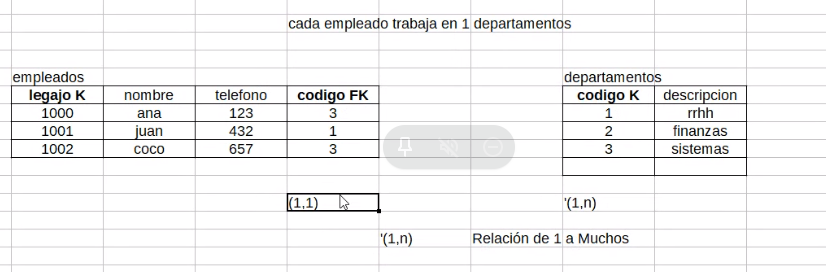 cada empleado trabaja en 1 departamentos
empleados departamentos
legajo K nombre telefono codigo FK codigo K descripcion
1000 ana 123 3 1 rrhh
1001 juan 432 1 2 finanzas
1002 coco 657 3 3 sistemas
(1,1) '(1,n)
'(1,n) Relación de 1 a Muchos